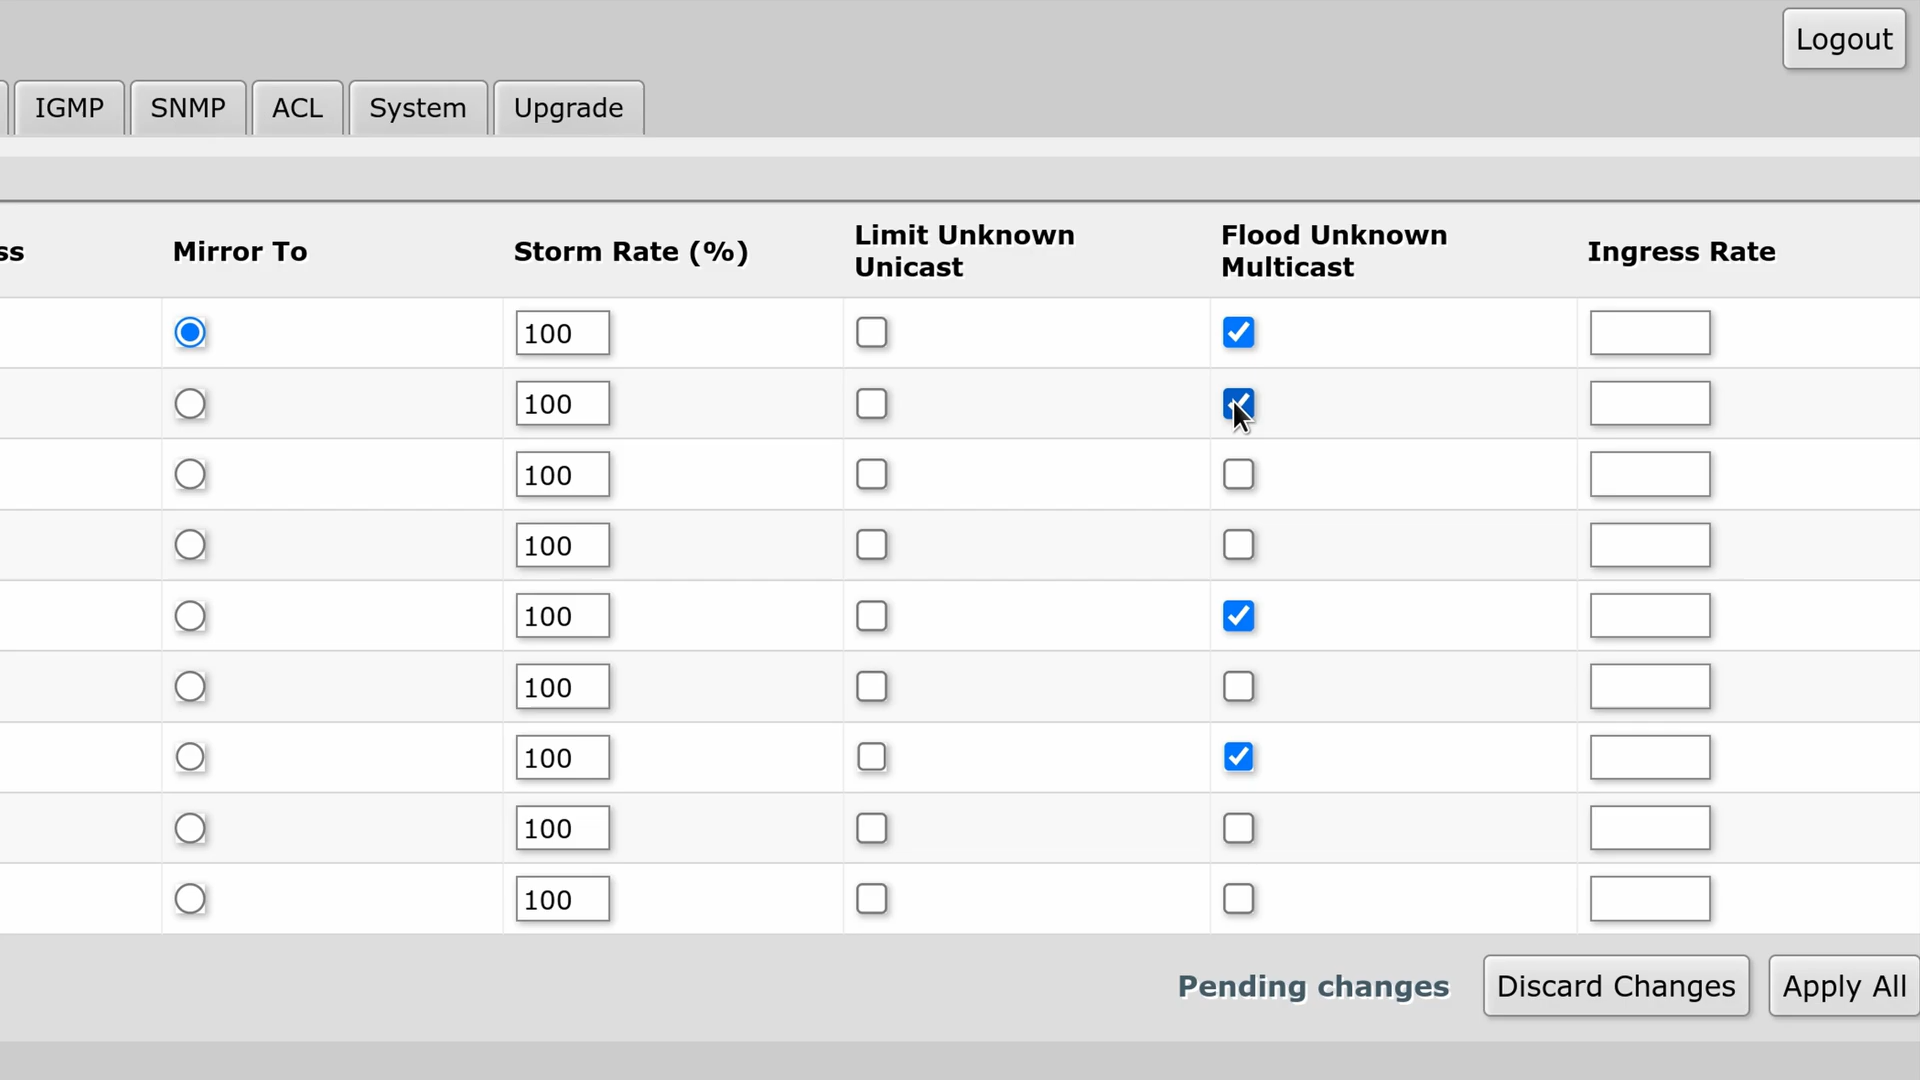 Logout
IGMP SNMP ACL System Upgrade
ss Mirror To Storm Rate (%) Limit Unknown Unicast Flood Unknown Multicast Ingress Rate
100
100
100
100
100
100
100
100
100
Pending changes Discard Changes Apply All